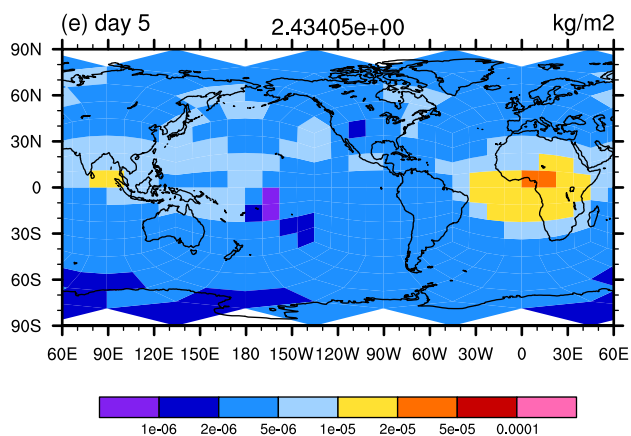 (e) day 5 2.43405e+00 kg/m2
90N
60N
30N
0
30S
60S
90S
60E 90E 120E 150E 180 150W 120W 90W 60W 30W 0 30E 60E
1e-06 2e-06 5e-06 1e-05 2e-05 5e-05 0.0001